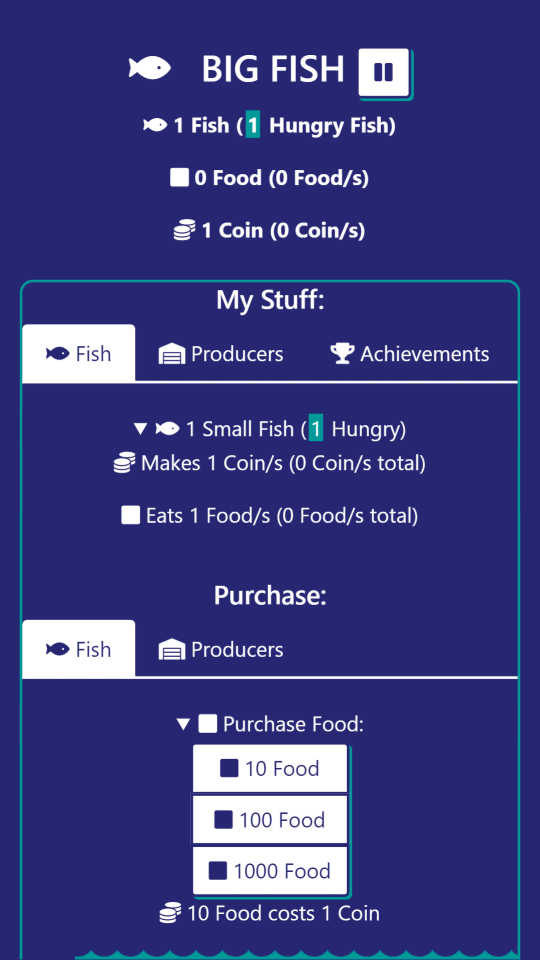 BIG FISH
1 Fish (1 Hungry Fish)
0 Food (0 Food/s)
1 Coin (0 Coin/s)
My Stuff:
Fish Producers Achievements
1 Small Fish (1 Hungry)
Makes 1 Coin/s (0 Coin/s total)
Eats 1 Food/s (0 Food/s total)
Purchase:
Fish Producers
Purchase Food:
10 Food
100 Food
1000 Food
10 Food costs 1 Coin